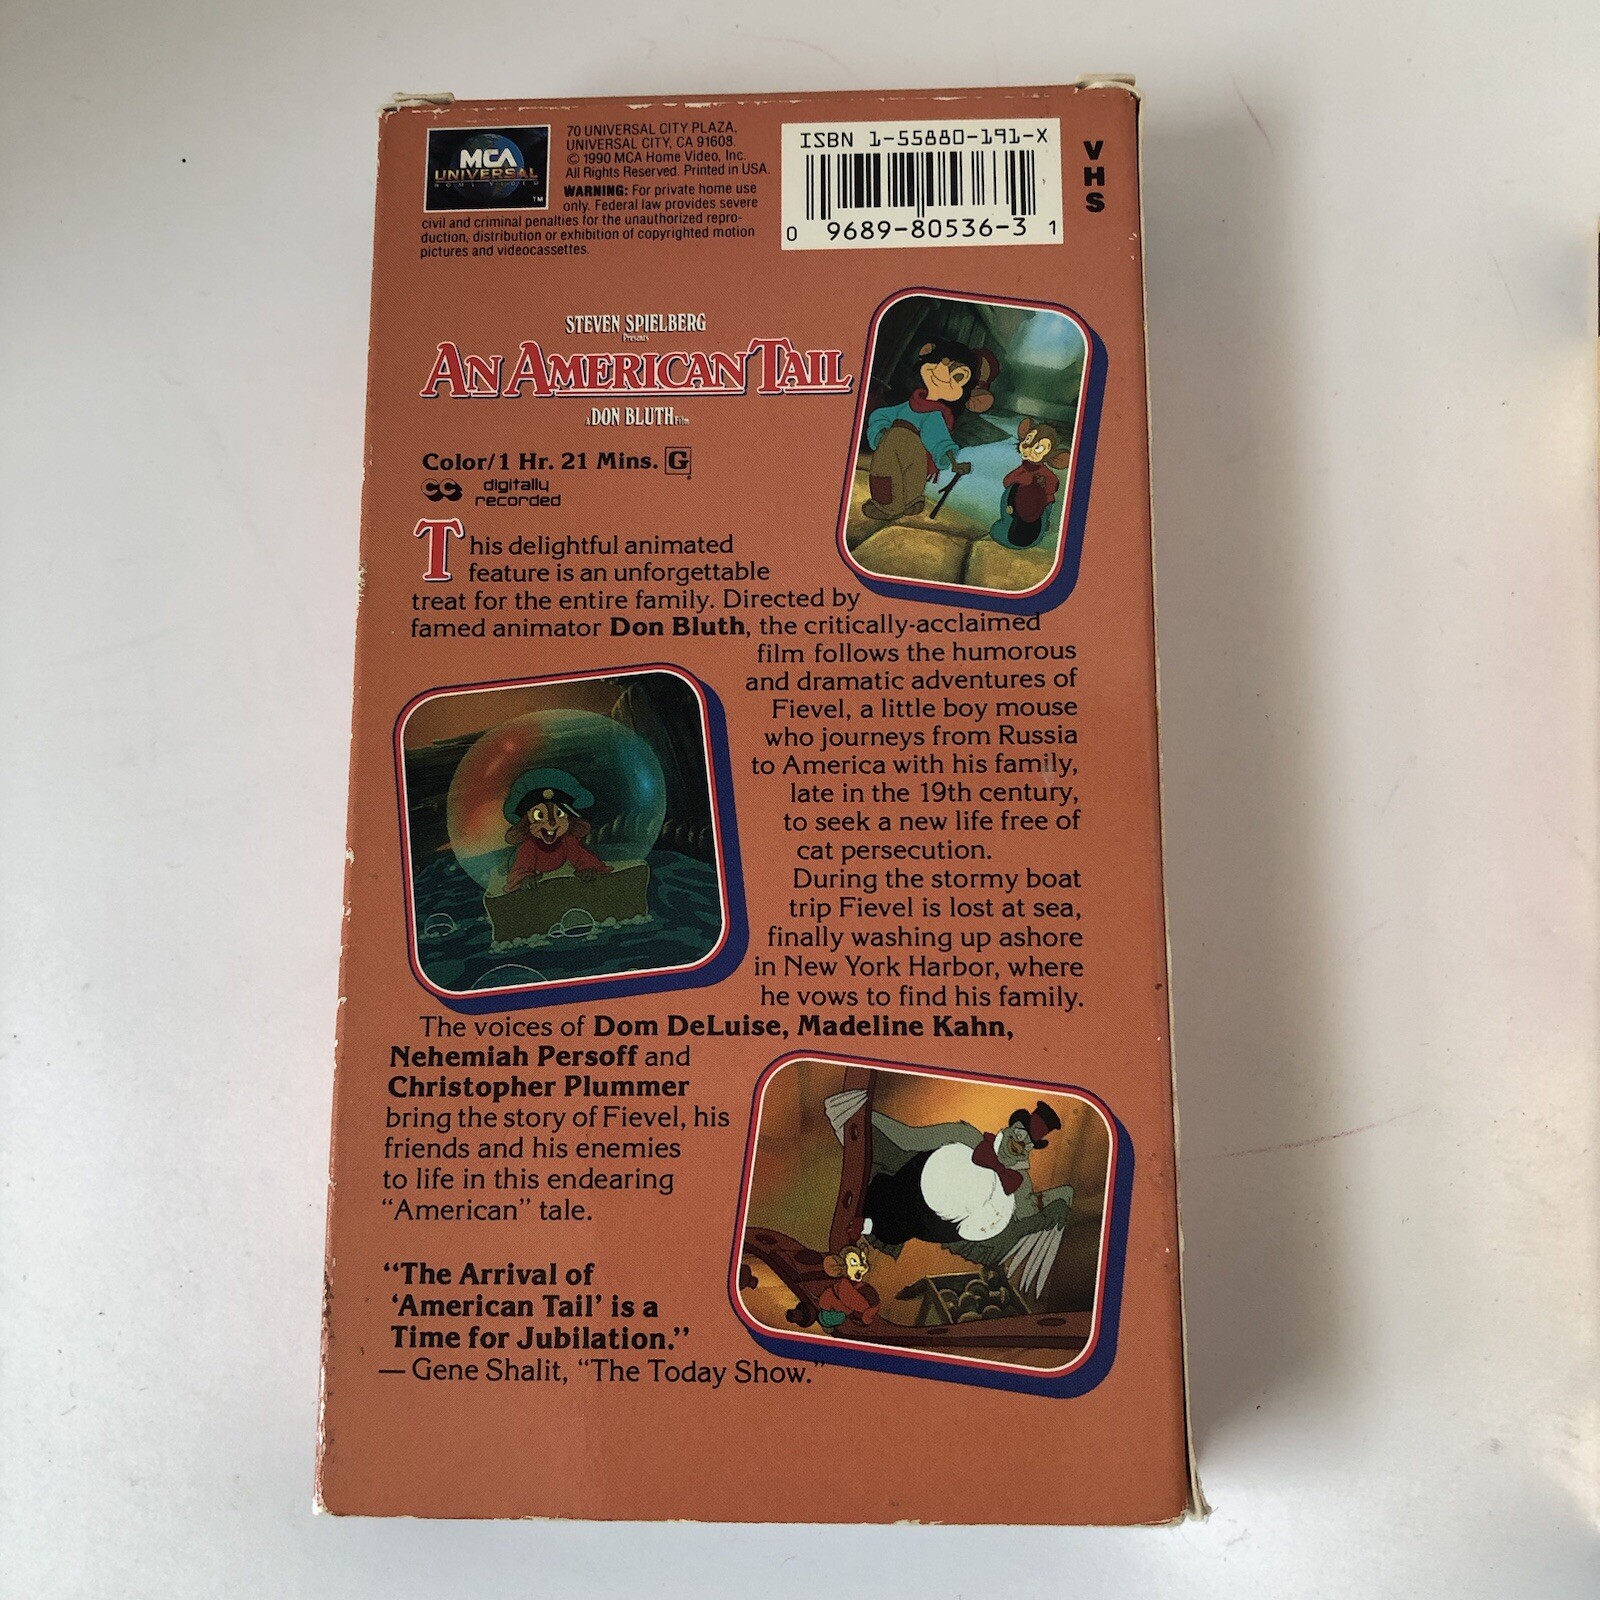 MCA
UNIVERSAL
HOME VIDEO
™
70 UNIVERSAL CITY PLAZA,
UNIVERSAL CITY, CA 91608.
© 1990 MCA Home Video, Inc.
All Rights Reserved. Printed in USA.
WARNING: For private home use
only. Federal law provides severe
civil and criminal penalties for the unauthorized repro-
duction, distribution or exhibition of copyrighted motion
pictures and videocassettes.
ISBN 1-55880-191-X
0 9689-80536-3 1
VHS
STEVEN SPIELBERG
Presents
AN AMERICAN TAIL
A DON BLUTH Film
Color/1 Hr. 21 Mins. G
CC digitally
recorded
This delightful animated
feature is an unforgettable
treat for the entire family. Directed by
famed animator Don Bluth, the critically-acclaimed
film follows the humorous
and dramatic adventures of
Fievel, a little boy mouse
who journeys from Russia
to America with his family,
late in the 19th century,
to seek a new life free of
cat persecution.
During the stormy boat
trip Fievel is lost at sea,
finally washing up ashore
in New York Harbor, where
he vows to find his family.
The voices of Dom DeLuise, Madeline Kahn,
Nehemiah Persoff and
Christopher Plummer
bring the story of Fievel, his
friends and his enemies
to life in this endearing
“American” tale.
“The Arrival of
‘American Tail’ is a
Time for Jubilation.”
— Gene Shalit, “The Today Show.”